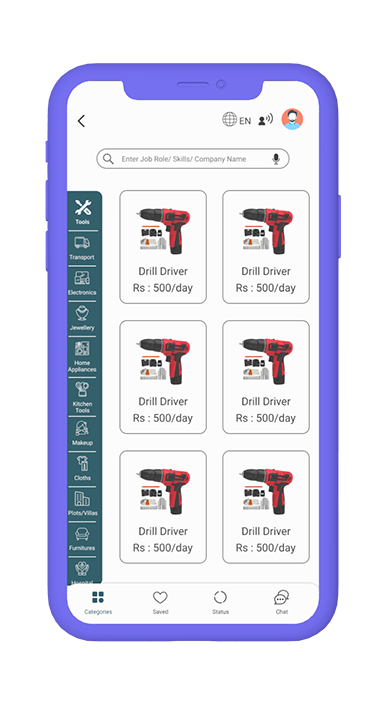 EN
Enter Job Role/ Skills/ Company Name
Tools
Transport
Electronics
Jewellery
Home
Appliances
Kitchen
Tools
Makeup
Cloths
Plots/Villas
Furnitures
Hospital
Drill Driver
Rs : 500/day
Drill Driver
Rs : 500/day
Drill Driver
Rs : 500/day
Drill Driver
Rs : 500/day
Drill Driver
Rs : 500/day
Drill Driver
Rs : 500/day
Categories
Saved
Status
Chat